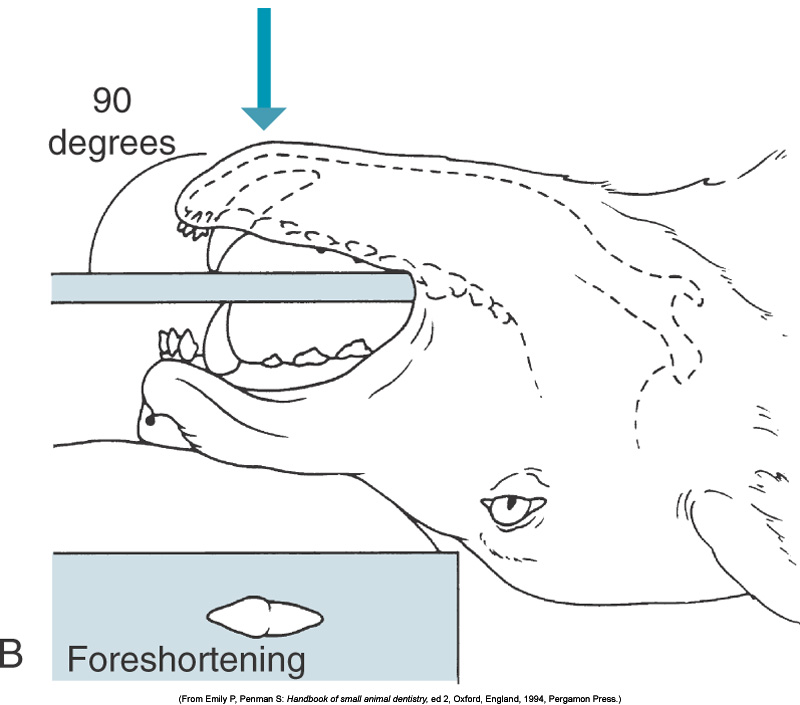 90
degrees
B
Foreshortening
(From Emily P, Penman S: Handbook of small animal dentistry, ed 2, Oxford, England, 1994, Pergamon Press.)